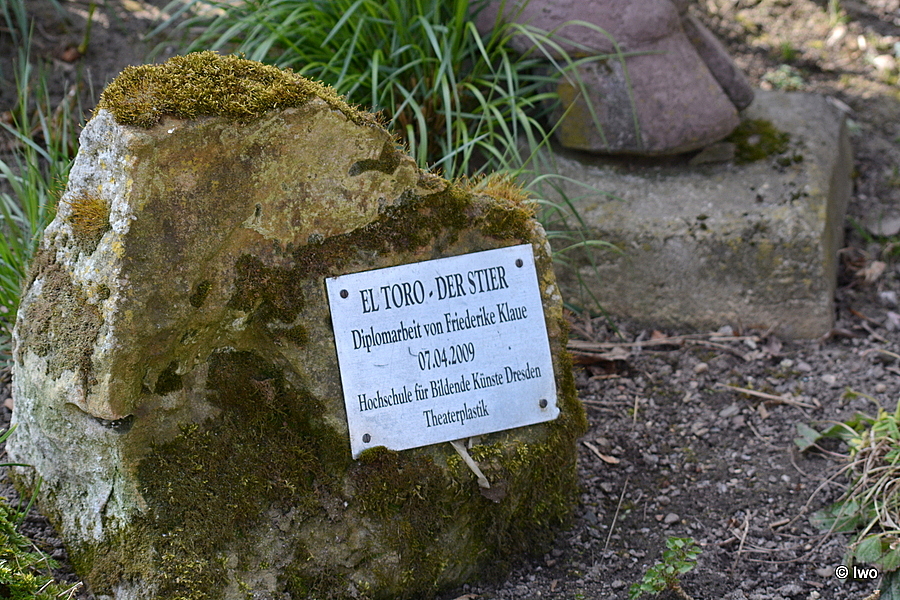 EL TORO - DER STIER
Diplomarbeit von Friederike Klaue
07.04.2009
Hochschule für Bildende Künste Dresden
Theaterplastik
© Iwo